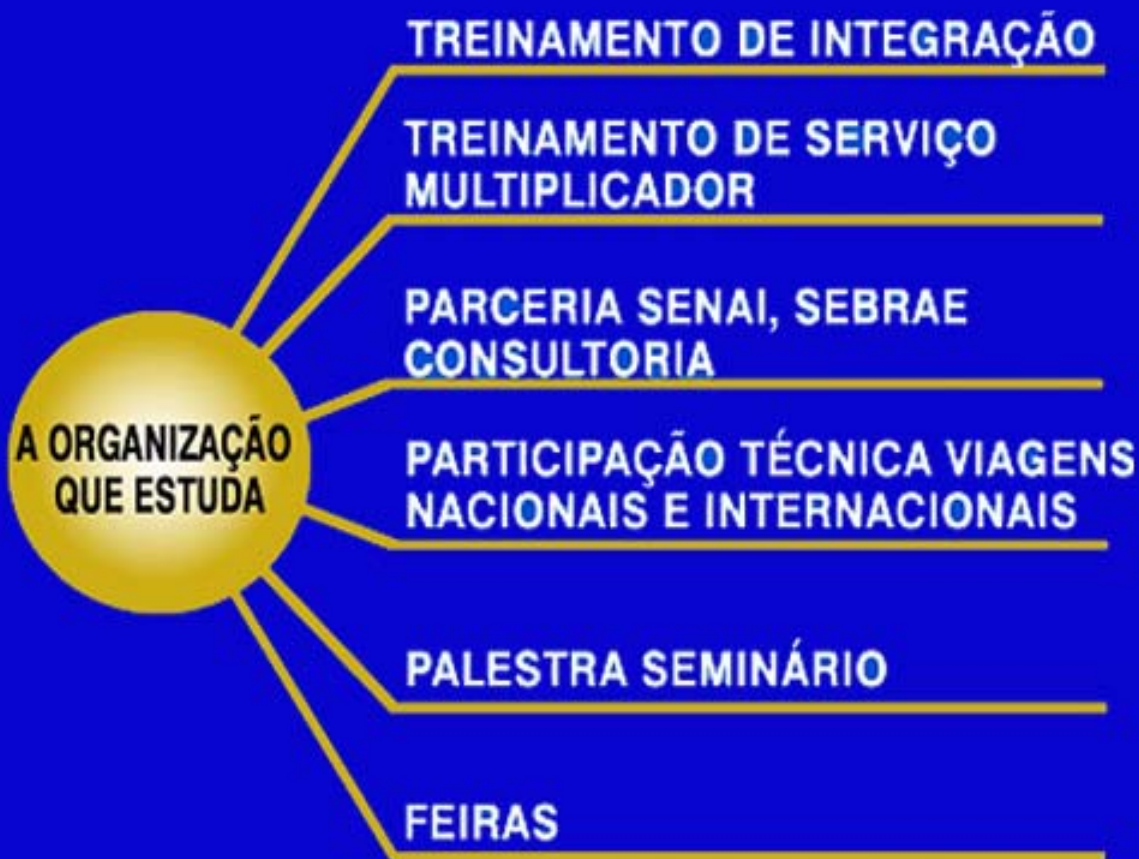 TREINAMENTO DE INTEGRAÇÃO
TREINAMENTO DE SERVIÇO
MULTIPLICADOR
PARCERIA SENAI, SEBRAE
CONSULTORIA
A ORGANIZAÇÃO
QUE ESTUDA
PARTICIPAÇÃO TÉCNICA VIAGENS
NACIONAIS E INTERNACIONAIS
PALESTRA SEMINÁRIO
FEIRAS